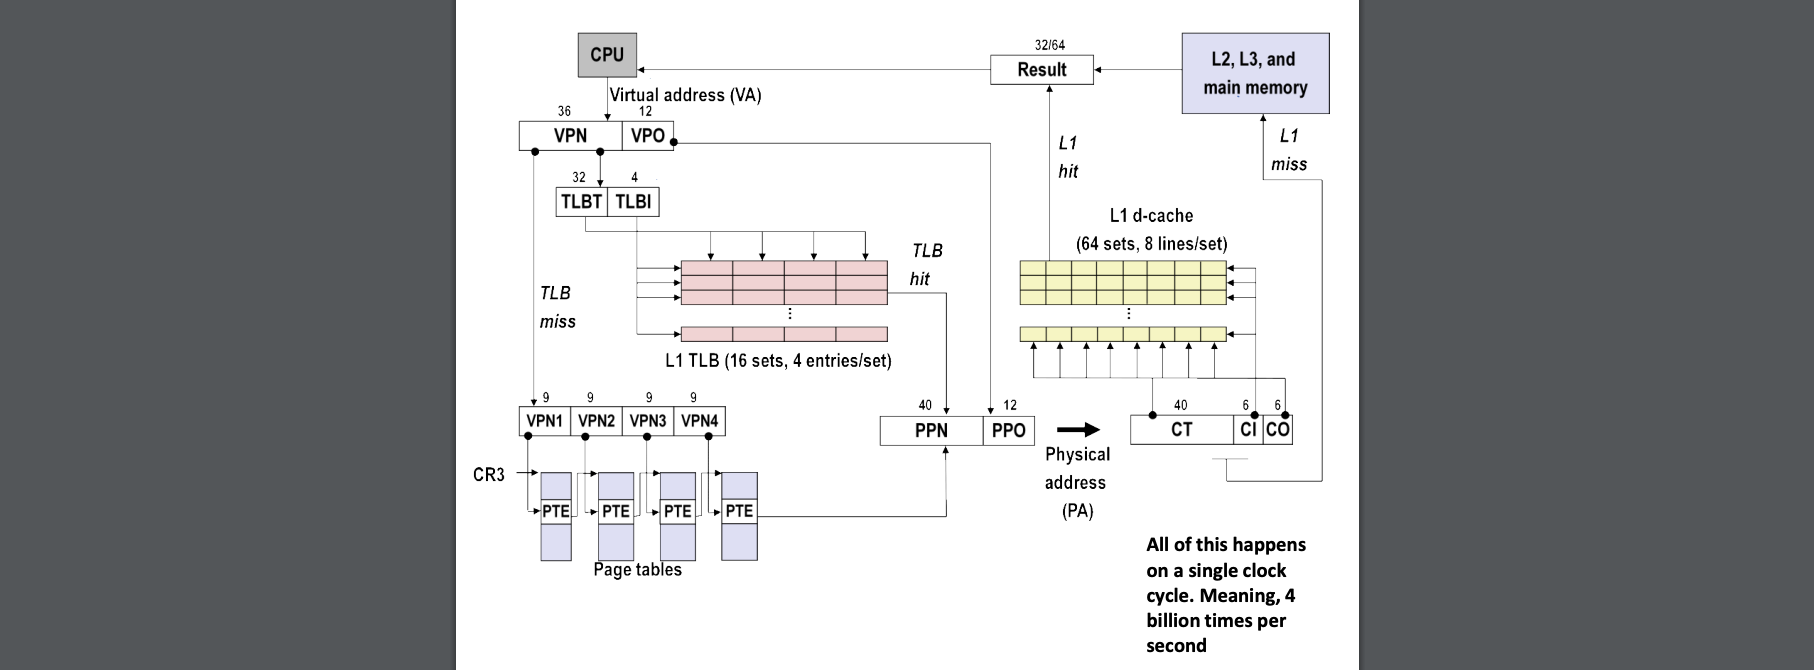 CPU
32/64
Result
L2, L3, and
main memory
Virtual address (VA)
36
12
VPN
VPO
L1
hit
L1
miss
32
4
TLBT
TLBI
L1 d-cache
(64 sets, 8 lines/set)
TLB
hit
TLB
miss
...
...
L1 TLB (16 sets, 4 entries/set)
9
9
9
9
VPN1
VPN2
VPN3
VPN4
40
12
PPN
PPO
40
6
6
CT
CI
CO
Physical
address
(PA)
CR3
PTE
PTE
PTE
PTE
Page tables
All of this happens
on a single clock
cycle. Meaning, 4
billion times per
second